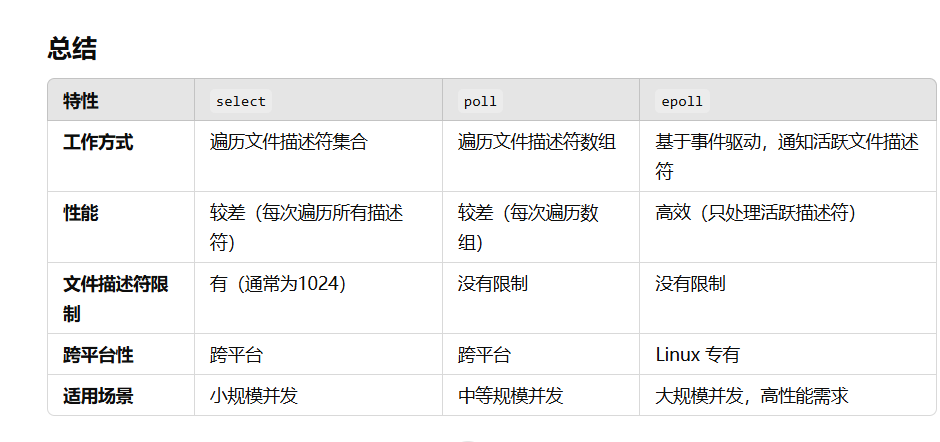 总结
特性 select poll epoll
工作方式 遍历文件描述符集合 遍历文件描述符数组 基于事件驱动，通知活跃文件描述
符
性能 较差（每次遍历所有描述 较差（每次遍历数 高效（只处理活跃描述符）
符） 组）
文件描述符限 有（通常为1024） 没有限制 没有限制
制
跨平台性 跨平台 跨平台 Linux 专有
适用场景 小规模并发 中等规模并发 大规模并发，高性能需求